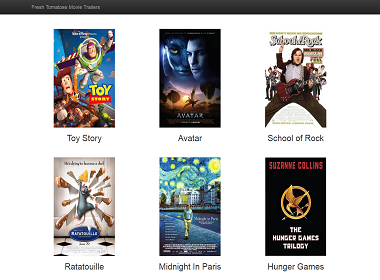 Fresh Tomatoes Movie Trailers
TOY
STORY
AVATAR
School of Rock
Toy Story
Avatar
School of Rock
RATATOUILLE
Midnight in Paris
SUZANNE COLLINS
THE
HUNGER GAMES
TRILOGY
Ratatouille
Midnight In Paris
Hunger Games